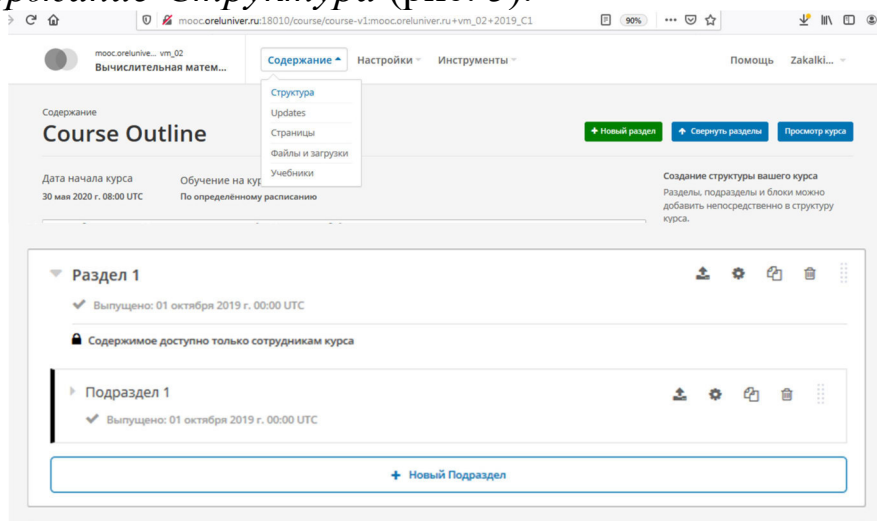 Структура (рис. 3).
mooc.oreluniver.ru:18010/course/course-v1:mooc.oreluniver.ru+vm_02+2019_C1
90%
mooc.orelunive... vm_02
Вычислительная матем...
Содержание Настройки Инструменты Помощь Zakalki...
Структура
Updates
Страницы
Файлы и загрузки
Учебники
Содержание
Course Outline
+ Новый раздел Свернуть разделы Просмотр курса
Дата начала курса
30 мая 2020 г. 08:00 UTC
Обучение на кур
По определённому расписанию
Создание структуры вашего курса
Разделы, подразделы и блоки можно
добавить непосредственно в структуру
курса.
Раздел 1
Выпущено: 01 октября 2019 г. 00:00 UTC
Содержимое доступно только сотрудникам курса
Подраздел 1
Выпущено: 01 октября 2019 г. 00:00 UTC
+ Новый Подраздел